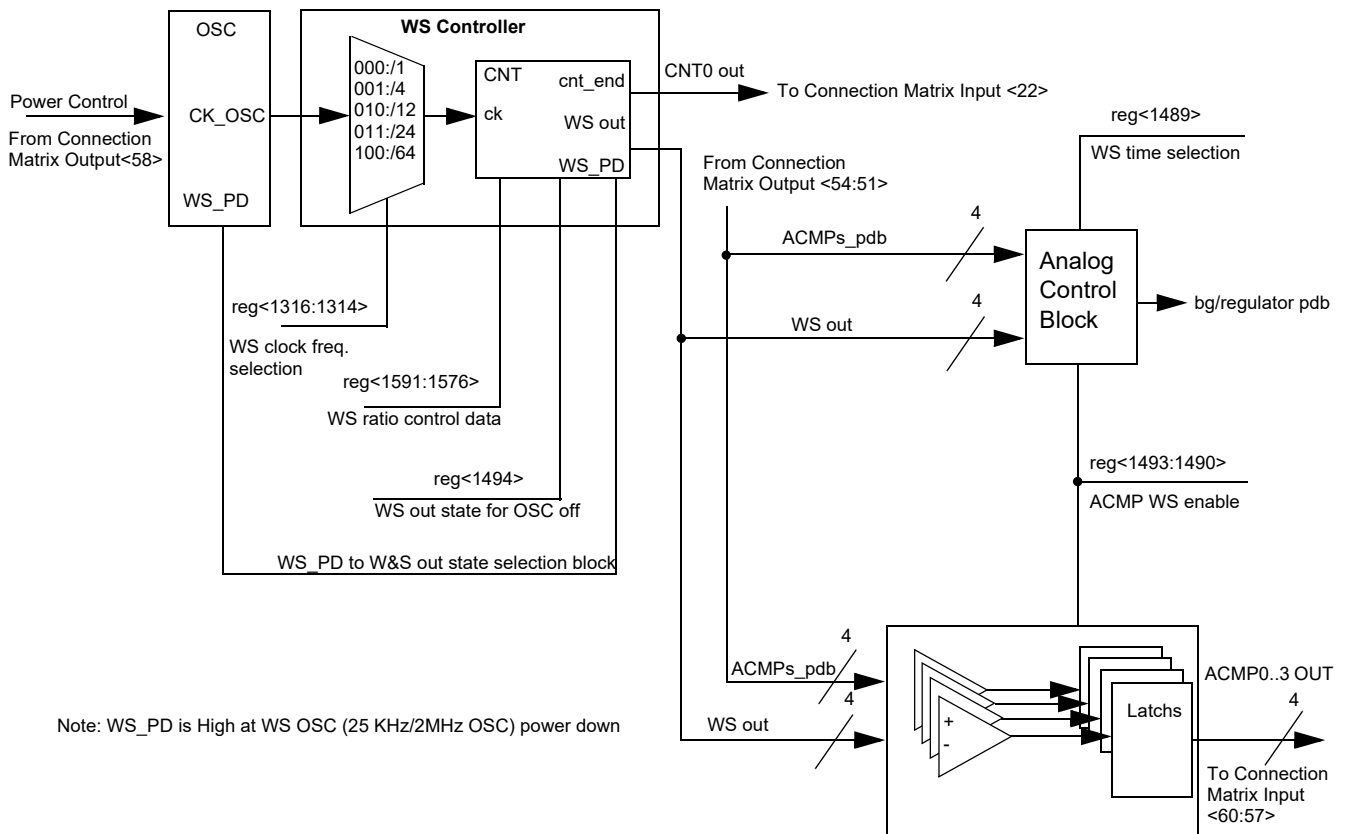 OSC
WS Controller
000:/1
001:/4
010:/12
011:/24
100:/64
CNT
cnt_end
ck
WS out
WS_PD
CNT0 out
To Connection Matrix Input <22>
Power Control
CK_OSC
From Connection
Matrix Output<58>
WS_PD
reg<1489>
WS time selection
From Connection
Matrix Output <54:51>
4
ACMPs_pdb
Analog
Control
Block
bg/regulator pdb
4
WS out
reg<1316:1314>
WS clock freq.
selection
reg<1591:1576>
WS ratio control data
reg<1494>
WS out state for OSC off
reg<1493:1490>
ACMP WS enable
WS_PD to W&S out state selection block
4
ACMPs_pdb
4
WS out
+
-
Latchs
ACMP0..3 OUT
4
To Connection
Matrix Input
<60:57>
Note: WS_PD is High at WS OSC (25 KHz/2MHz OSC) power down